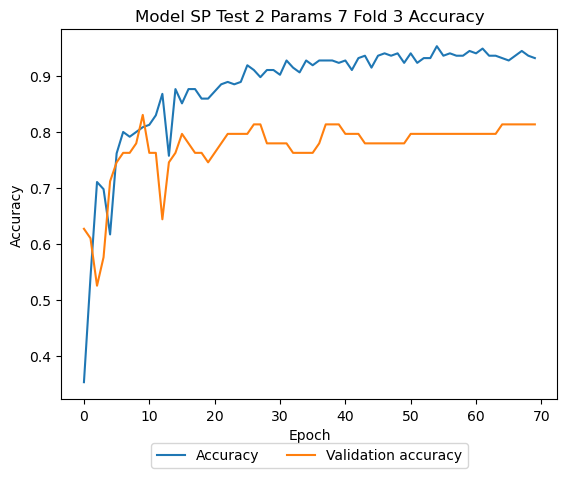 Model SP Test 2 Params 7 Fold 3 Accuracy
0.9
0.8
0.7
0.6
0.5
0.4
Accuracy
0 10 20 30 40 50 60 70
Epoch
Accuracy Validation accuracy